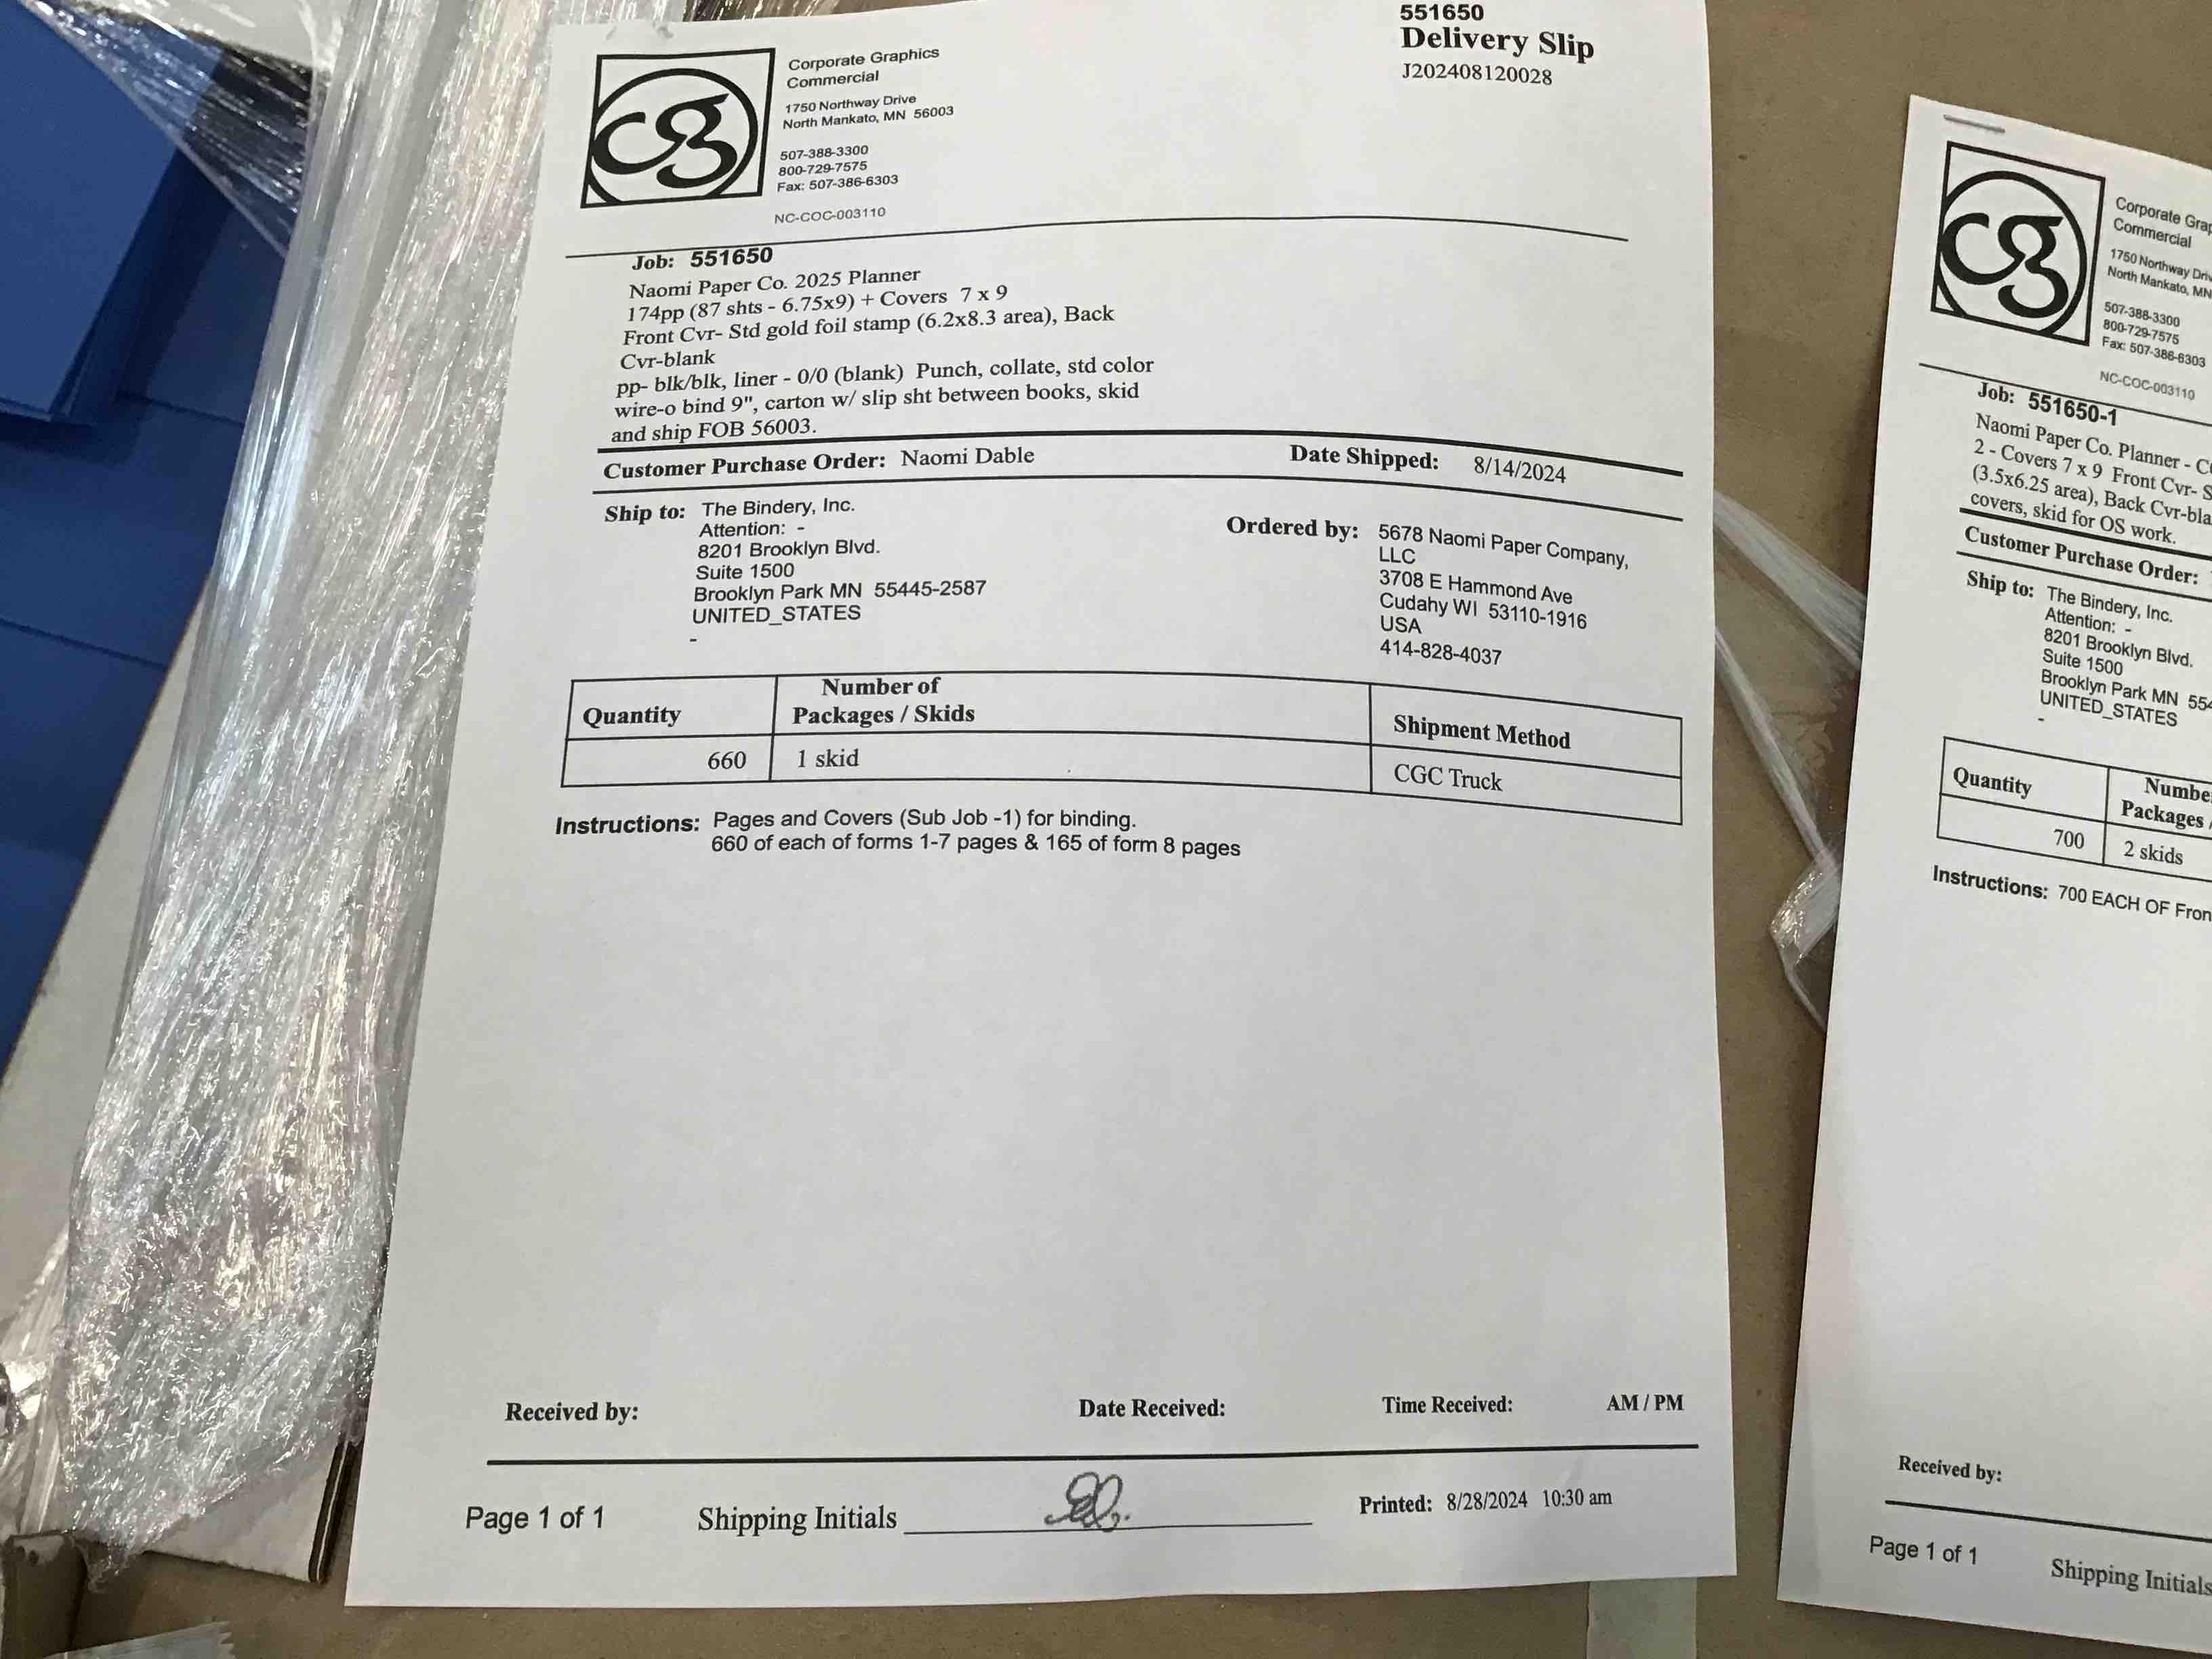 551650
Delivery Slip
J202408120028
cg
Corporate Graphics
Commercial
1750 Northway Drive
North Mankato, MN 56003
507-388-3300
800-729-7575
Fax: 507-386-6303
NC-COC-003110
Job: 551650
Naomi Paper Co. 2025 Planner
174pp (87 shts - 6.75x9) + Covers 7 x 9
Front Cvr- Std gold foil stamp (6.2x8.3 area), Back
Cvr-blank
pp- blk/blk, liner - 0/0 (blank) Punch, collate, std color
wire-o bind 9", carton w/ slip sht between books, skid
and ship FOB 56003.
Customer Purchase Order: Naomi Dable
Date Shipped: 8/14/2024
Ship to: The Bindery, Inc.
Attention: -
8201 Brooklyn Blvd.
Suite 1500
Brooklyn Park MN 55445-2587
UNITED_STATES
-
Ordered by: 5678 Naomi Paper Company,
LLC
3708 E Hammond Ave
Cudahy WI 53110-1916
USA
414-828-4037
Quantity
Number of
Packages / Skids
Shipment Method
660
1 skid
CGC Truck
Instructions: Pages and Covers (Sub Job -1) for binding.
660 of each of forms 1-7 pages & 165 of form 8 pages
Received by:
Date Received:
Time Received:
AM / PM
Page 1 of 1
Shipping Initials
Printed: 8/28/2024 10:30 am
cg
Corporate
Commercial
1750 Northway
North Mankato, MN
507-388-3300
800-729-7575
Fax: 507-386-6303
NC-COC-003110
Job: 551650-1
Naomi Paper Co. Planner -
2 - Covers 7 x 9 Front Cvr-
(3.5x6.25 area), Back
covers, skid for OS work.
Customer Purchase Order:
Ship to: The Bindery, Inc.
Attention: -
8201 Brooklyn Blvd.
Suite 1500
Brooklyn Park MN
UNITED_STATES
-
Quantity
Packages /
700
2 skids
Instructions: 700 EACH OF
Received by:
Page 1 of 1
Shipping Initials